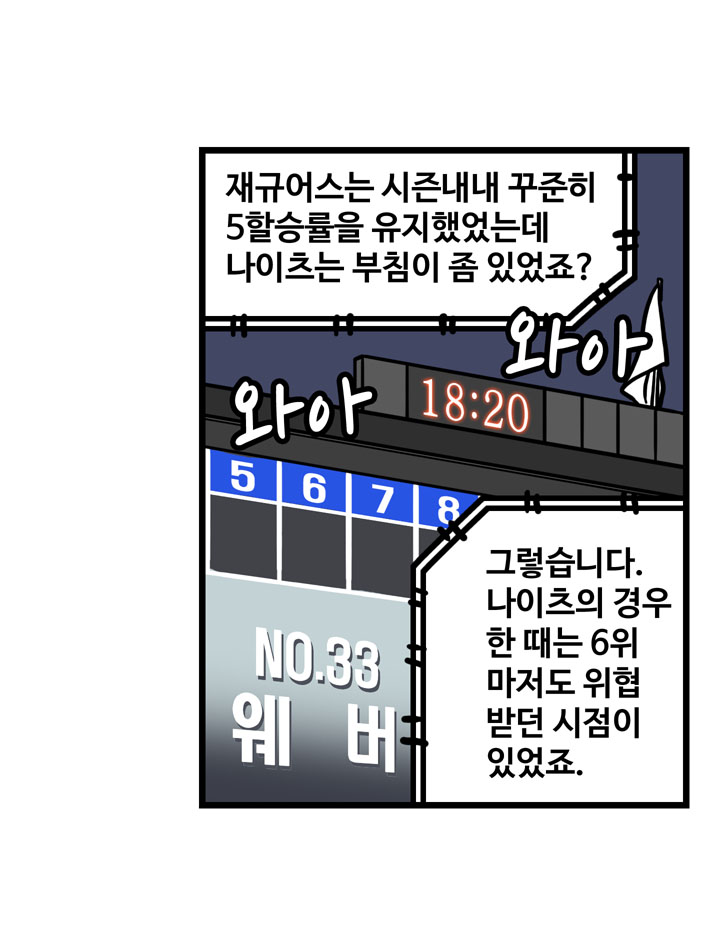 재규어스는 시즌내내 꾸준히
5할승률을 유지했었는데
나이츠는 부침이 좀 있었죠?
와아
와아
18:20
5 6 7 8
그렇습니다.
나이츠의 경우
한 때는 6위
마저도 위협
받던 시점이
있었죠.
NO.33
웨 버